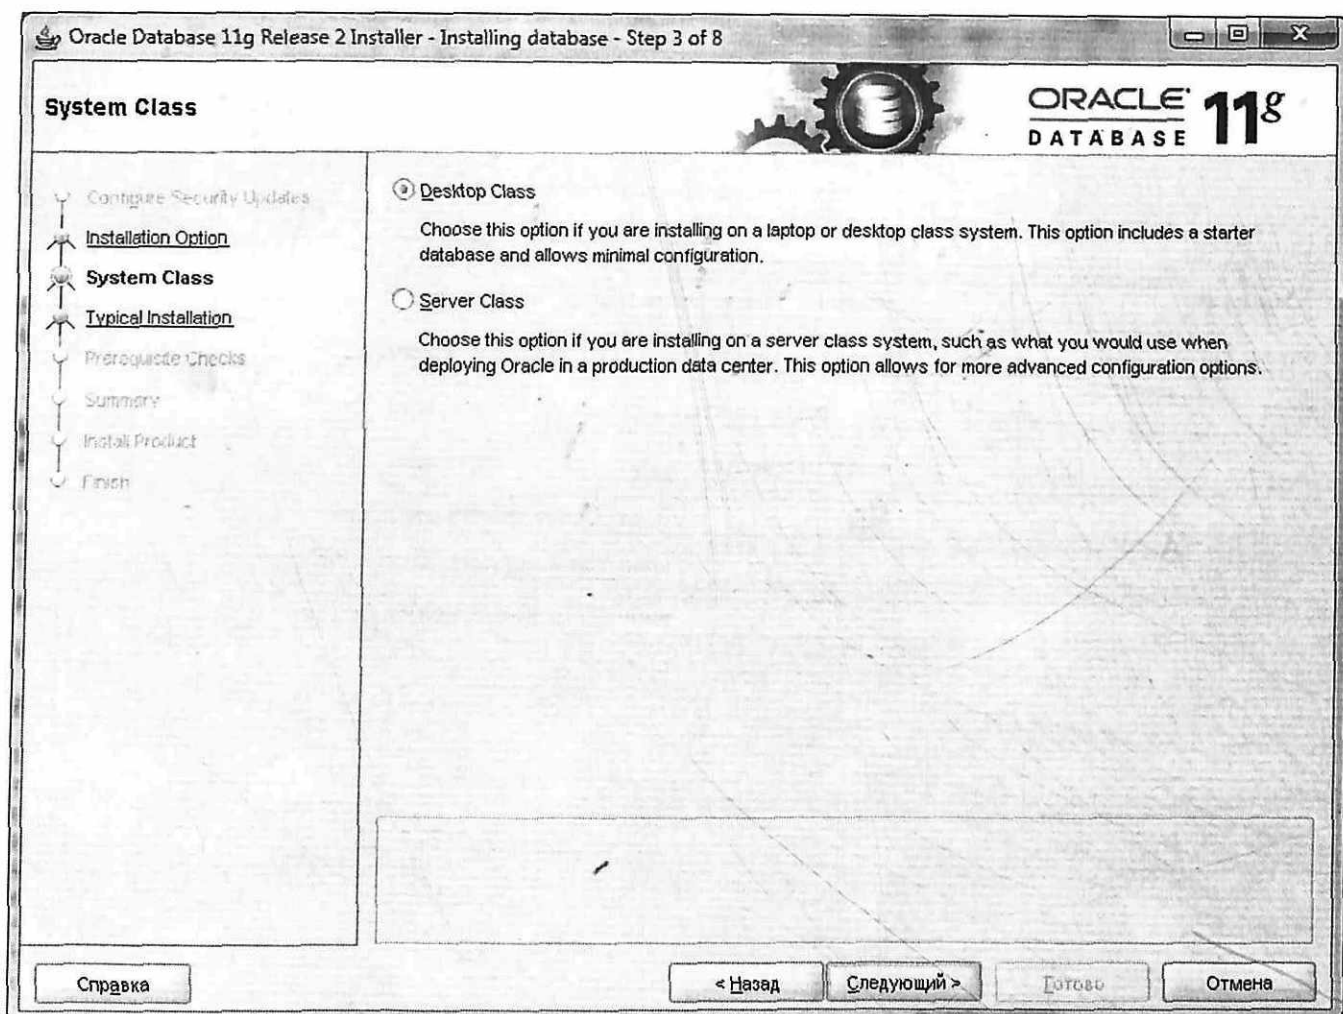 Oracle Database 11g Release 2 Installer - Installing database - Step 3 of 8
System Class
ORACLE
DATABASE 11g
Configure Security Updates
Installation Option
System Class
Typical Installation
Prerequisite Checks
Summary
Install Product
Finish
Desktop Class
Choose this option if you are installing on a laptop or desktop class system. This option includes a starter
database and allows minimal configuration.
Server Class
Choose this option if you are installing on a server class system, such as what you would use when
deploying Oracle in a production data center. This option allows for more advanced configuration options.
Справка
< Назад
Следующий >
Готово
Отмена